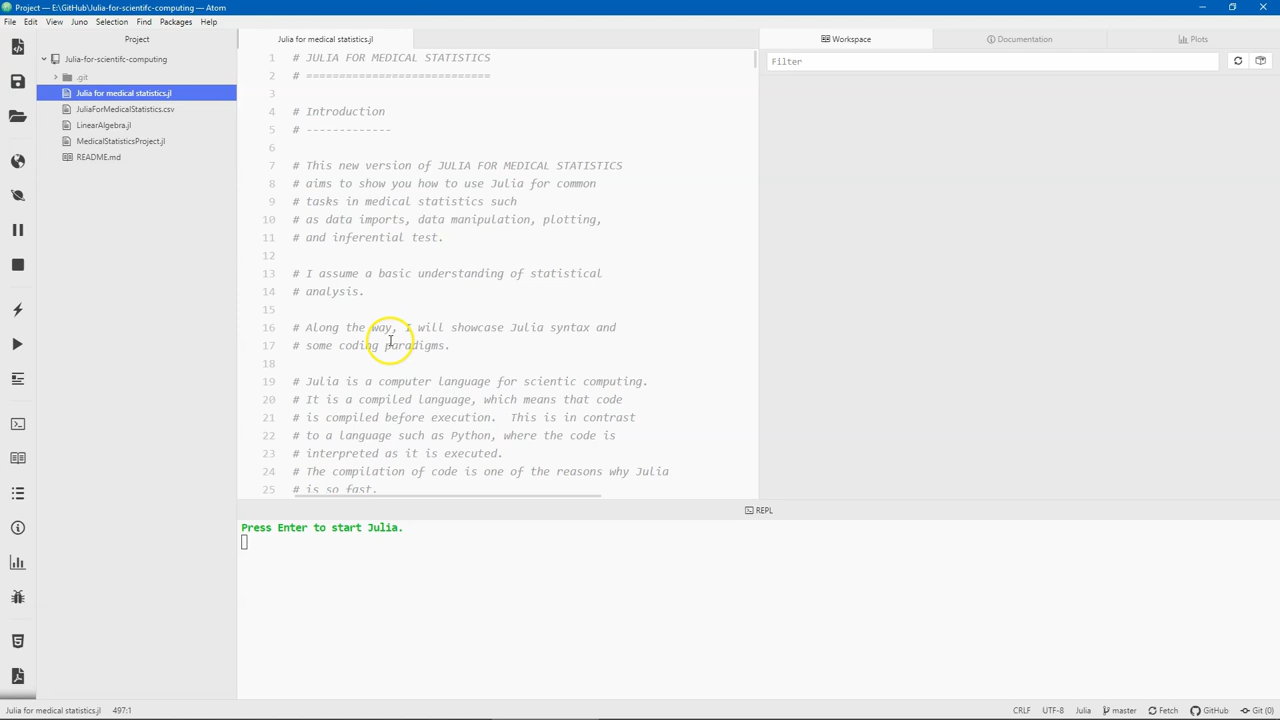 Project — E:\GitHub\Julia-for-scientifc-computing — Atom
File Edit View Juno Selection Find Packages Help
Project
Julia-for-scientifc-computing
.git
Julia for medical statistics.jl
JuliaForMedicalStatistics.csv
LinearAlgebra.jl
MedicalStatisticsProject.jl
README.md
Julia for medical statistics.jl
1 # JULIA FOR MEDICAL STATISTICS
2 # ============================
3
4 # Introduction
5 # -------------
6
7 # This new version of JULIA FOR MEDICAL STATISTICS
8 # aims to show you how to use Julia for common
9 # tasks in medical statistics such
10 # as data imports, data manipulation, plotting,
11 # and inferential test.
12
13 # I assume a basic understanding of statistical
14 # analysis.
15
16 # Along the way, I will showcase Julia syntax and
17 # some coding paradigms.
18
19 # Julia is a computer language for scientic computing.
20 # It is a compiled language, which means that code
21 # is compiled before execution.  This is in contrast
22 # to a language such as Python, where the code is
23 # interpreted as it is executed.
24 # The compilation of code is one of the reasons why Julia
25 # is so fast.
Workspace Documentation Plots
Filter
REPL
Press Enter to start Julia.
Julia for medical statistics.jl 497:1 CRLF UTF-8 Julia master Fetch GitHub Git (0)